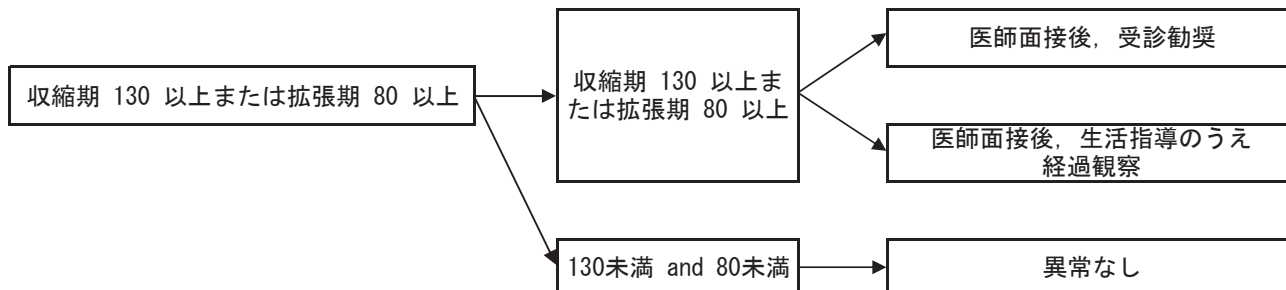 医師面接後，受診勧奨
収縮期 130 以上または拡張期 80 以上
収縮期 130 以上ま
たは拡張期 80 以上
医師面接後，生活指導のうえ
経過観察
130未満 and 80未満
異常なし